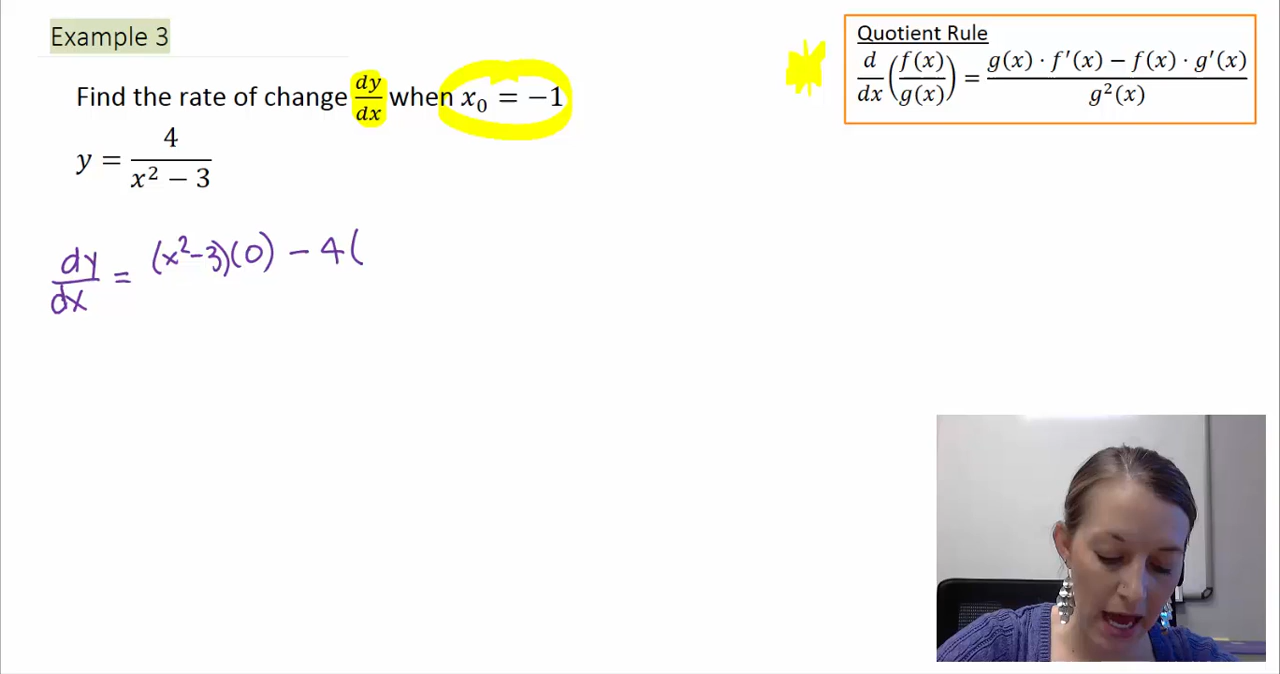 Example 3
Quotient Rule
d/dx (f(x)/g(x)) = (g(x) · f′(x) − f(x) · g′(x))/g²(x)
Find the rate of change dy/dx when x₀ = −1
y = 4/(x² − 3)
dy/dx = (x²-3)(0) - 4(